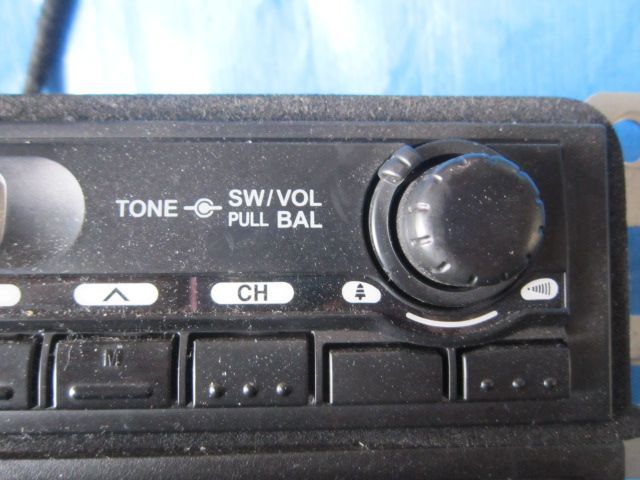 TONE SW/VOL
PULL BAL
CH
M